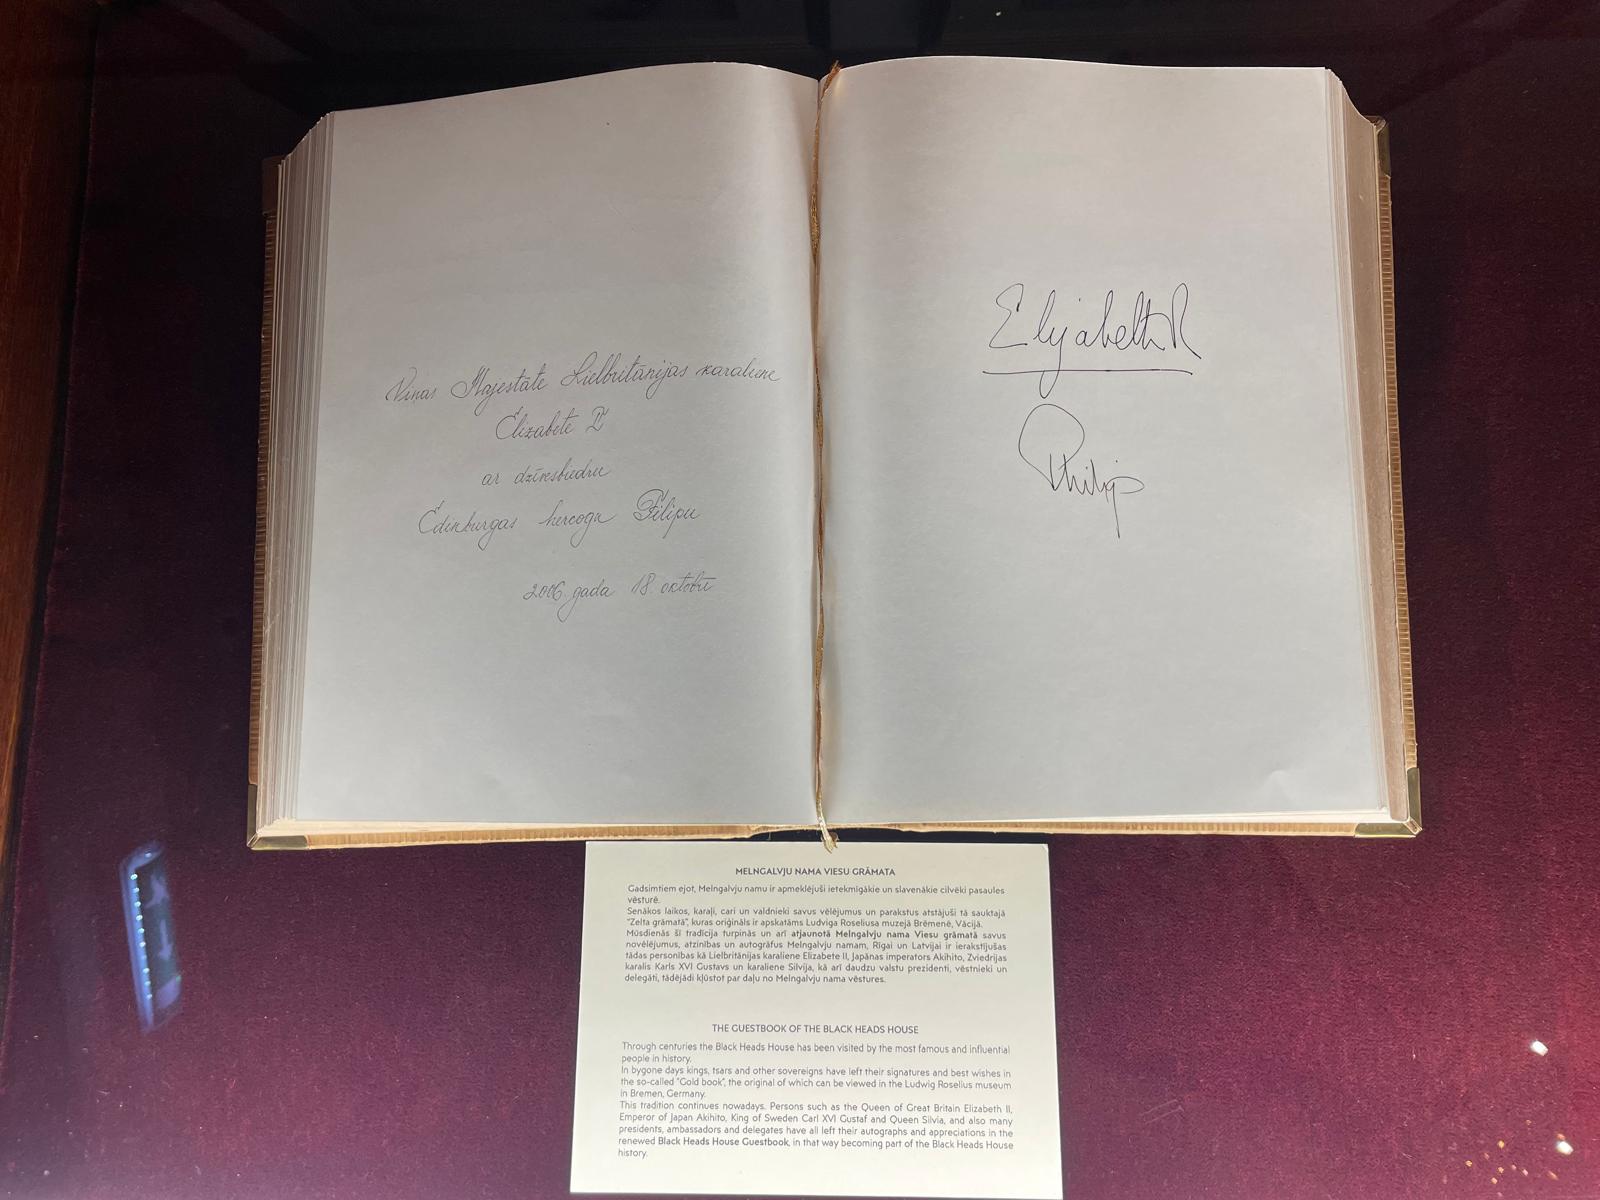 Viņas Majestāte Lielbritānijas karaliene
Elizabete II
ar dzīvesbiedru
Edinburgas hercogu Filipu
2006. gada 18. oktobrī
Elizabeth R
Philip
MELNGALVJU NAMA VIESU GRĀMATA
Gadsimtiem ejot, Melngalvju namu ir apmeklējuši ietekmīgākie un slavenākie cilvēki pasaules
vēsturē.
Senākos laikos, karaļi, cari un valdnieki savus vēlējumus un parakstus atstājuši tā sauktajā
"Zelta grāmatā", kuras oriģināls ir apskatāms Ludviga Roseliusa muzejā Brēmenē, Vācijā.
Mūsdienās šī tradīcija turpinās un arī atjaunotā Melngalvju nama Viesu grāmatā savus
novēlējumus, atzinības un autogrāfus Melngalvju namam, Rīgai un Latvijai ir ierakstījušas
tādas personības kā Lielbritānijas karaliene Elizabete II, Japānas imperators Akihito, Zviedrijas
karalis Karls XVI Gustavs un karaliene Silvija, kā arī daudzu valstu prezidenti, vēstnieki un
delegāti, tādējādi kļūstot par daļu no Melngalvju nama vēstures.
THE GUESTBOOK OF THE BLACK HEADS HOUSE
Through centuries the Black Heads House has been visited by the most famous and influential
people in history.
In bygone days kings, tsars and other sovereigns have left their signatures and best wishes in
the so-called "Gold book", the original of which can be viewed in the Ludwig Roselius museum
in Bremen, Germany.
This tradition continues nowadays. Persons such as the Queen of Great Britain Elizabeth II,
Emperor of Japan Akihito, King of Sweden Carl XVI Gustaf and Queen Silvia, and also many
presidents, ambassadors and delegates have all left their autographs and appreciations in the
renewed Black Heads House Guestbook, in that way becoming part of the Black Heads House
history.